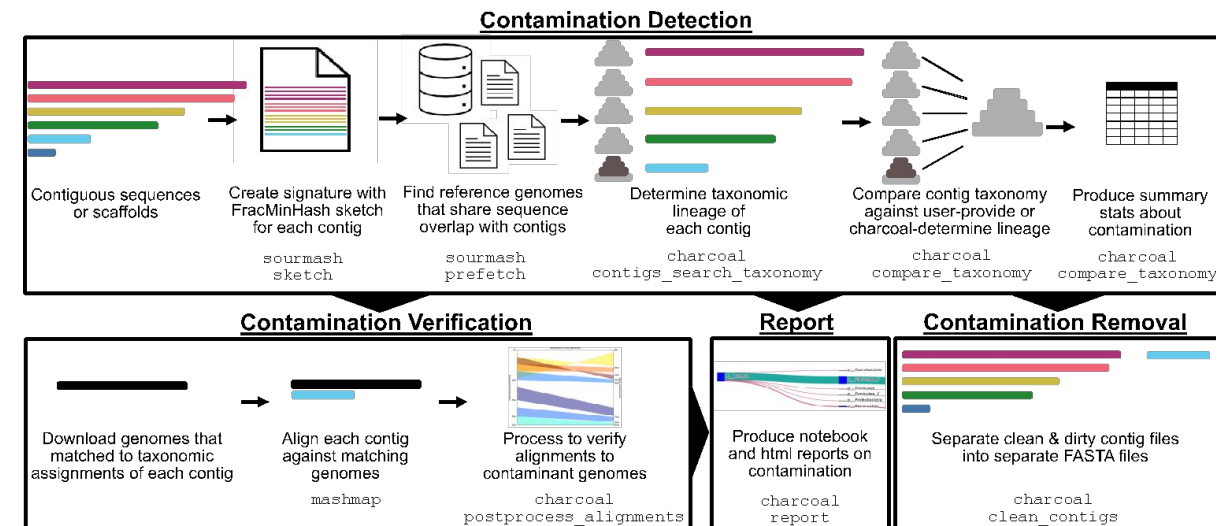 Contamination Detection
Contiguous sequences
or scaffolds
Create signature with
FracMinHash sketch
for each contig
sourmash
sketch
Find reference genomes
that share sequence
overlap with contigs
sourmash
prefetch
Determine taxonomic
lineage of
each contig
charcoal
contigs_search_taxonomy
Compare contig taxonomy
against user-provide or
charcoal-determine lineage
charcoal
compare_taxonomy
Produce summary
stats about
contamination
charcoal
compare_taxonomy
Contamination Verification
Download genomes that
matched to taxonomic
assignments of each contig
Align each contig
against matching
genomes
mashmap
Process to verify
alignments to
contaminant genomes
charcoal
postprocess_alignments
Report
Produce notebook
and html reports on
contamination
charcoal
report
Contamination Removal
Separate clean & dirty contig files
into separate FASTA files
charcoal
clean_contigs